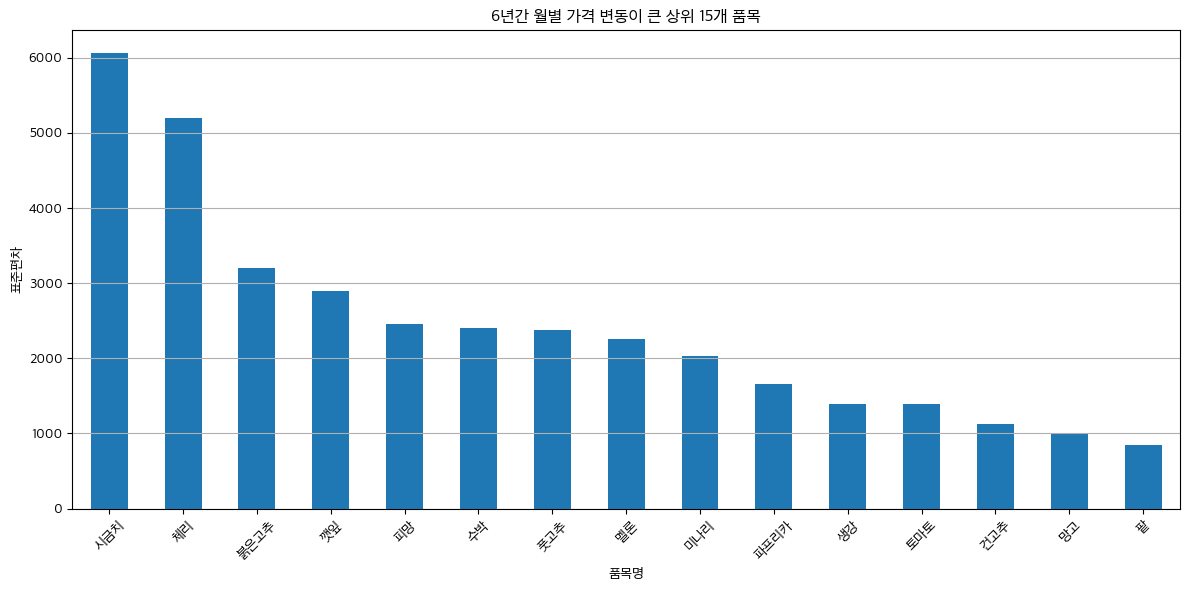 6년간 월별 가격 변동이 큰 상위 15개 품목
표준편차
6000
5000
4000
3000
2000
1000
0
시금치 체리 붉은고추 깻잎 피망 수박 풋고추 멜론 미나리 파프리카 생강 토마토 건고추 망고 팥
품목명